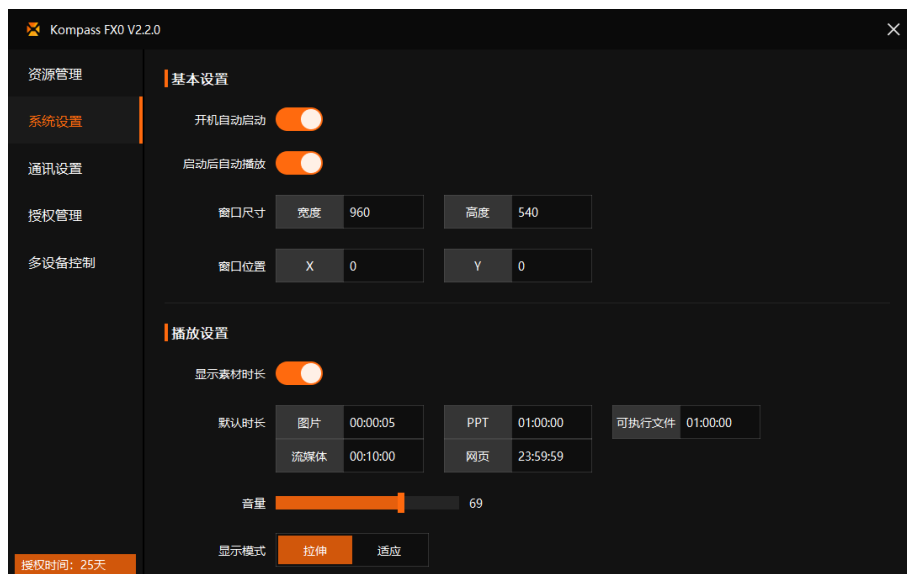 Kompass FX0 V2.2.0
资源管理
系统设置
通讯设置
授权管理
多设备控制
授权时间：25天
基本设置
开机自动启动
启动后自动播放
窗口尺寸 宽度 960 高度 540
窗口位置 X 0 Y 0
播放设置
显示素材时长
默认时长 图片 00:00:05 PPT 01:00:00 可执行文件 01:00:00
流媒体 00:10:00 网页 23:59:59
音量 69
显示模式 拉伸 适应